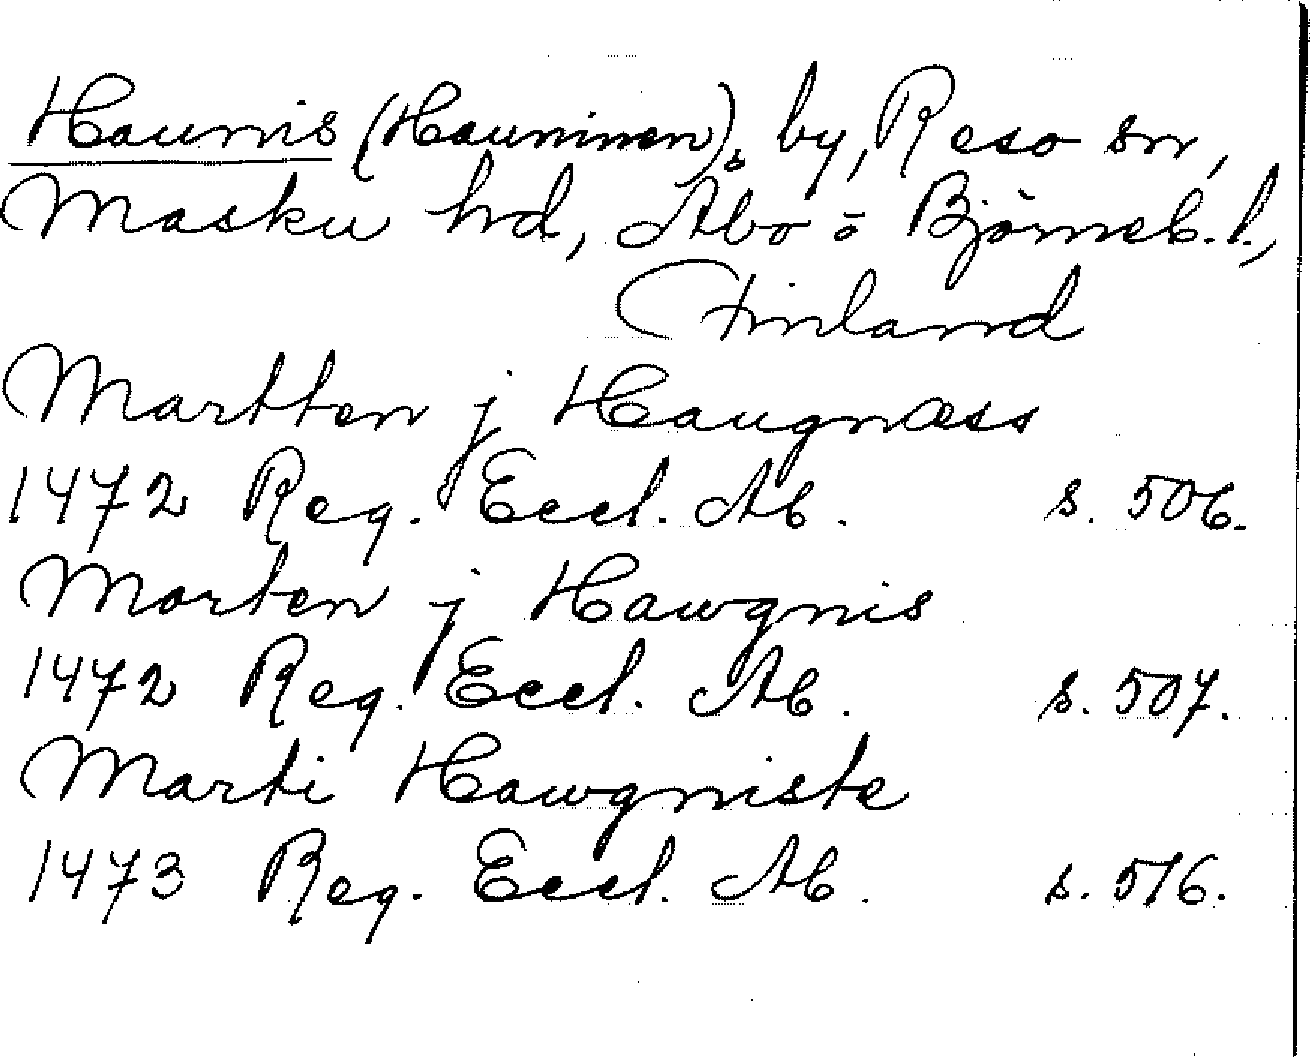 Haunis (Hauninen), by, Reso sn,
Masku hd, Åbo o Björneb. l.,
Finland
Martten j Haugnæss
1472 Reg. Eccl. Ab. s. 506.
Morten j Hawgnis
1472 Reg. Eccl. Ab. s. 507.
Marti Hawgniste
1473 Reg. Eccl. Ab. s. 516.